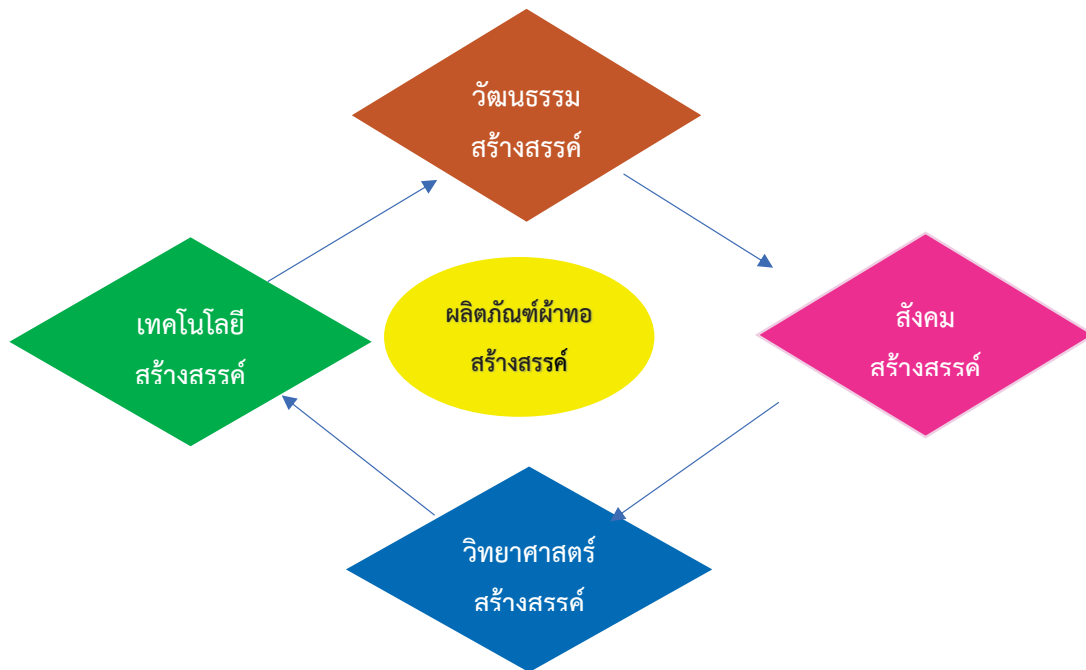 วัฒนธรรม
สร้างสรรค์
เทคโนโลยี
สร้างสรรค์
ผลิตภัณฑ์ผ้าทอ
สร้างสรรค์
สังคม
สร้างสรรค์
วิทยาศาสตร์
สร้างสรรค์